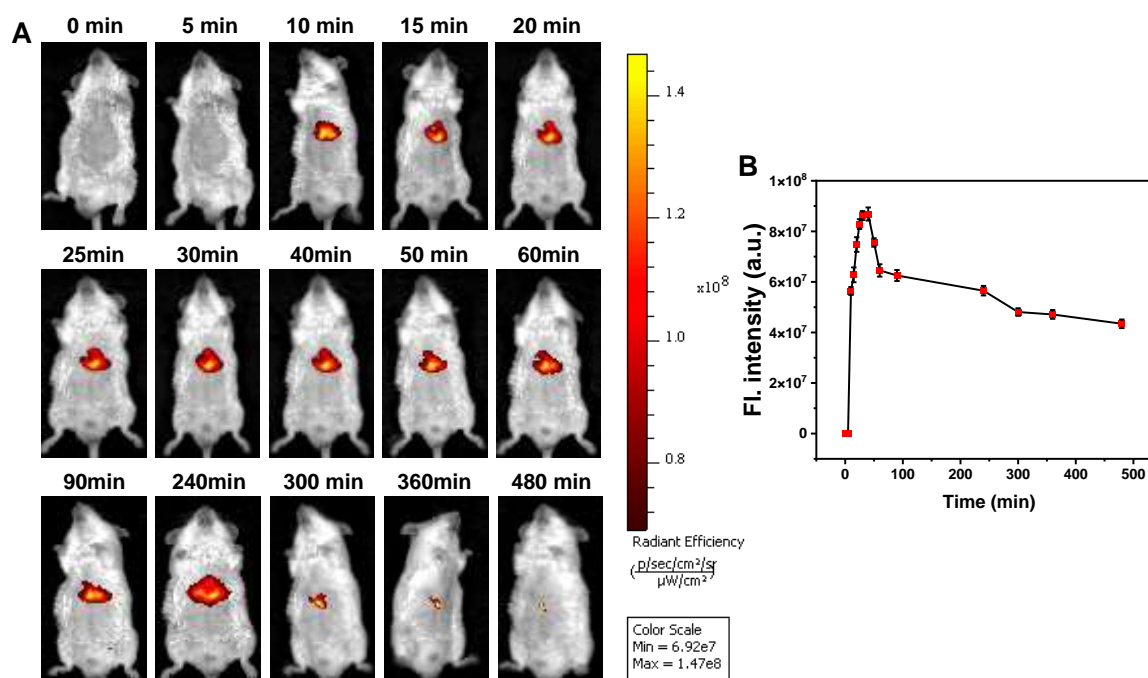 A
0 min
5 min
10 min
15 min
20 min
25min
30min
40min
50 min
60min
90min
240min
300 min
360min
480 min
1.4
1.2
x10⁸
1.0
0.8
Radiant Efficiency
(p/sec/cm²/sr
µW/cm²)
Color Scale
Min = 6.92e7
Max = 1.47e8
B
1×10⁸
8×10⁷
6×10⁷
4×10⁷
2×10⁷
0
Fl. intensity (a.u.)
0 100 200 300 400 500
Time (min)